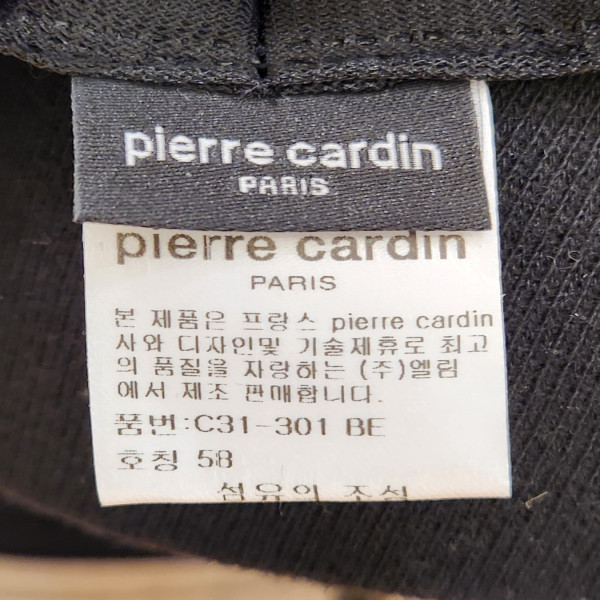 pierre cardin
PARIS
pierre cardin
PARIS
본 제품은 프랑스 pierre cardin
사와 디자인및 기술제휴로 최고
의 품질을 자랑하는 (주)엘림
에서 제조 판매합니다.
품번:C31-301 BE
호칭 58
섬유의 조성